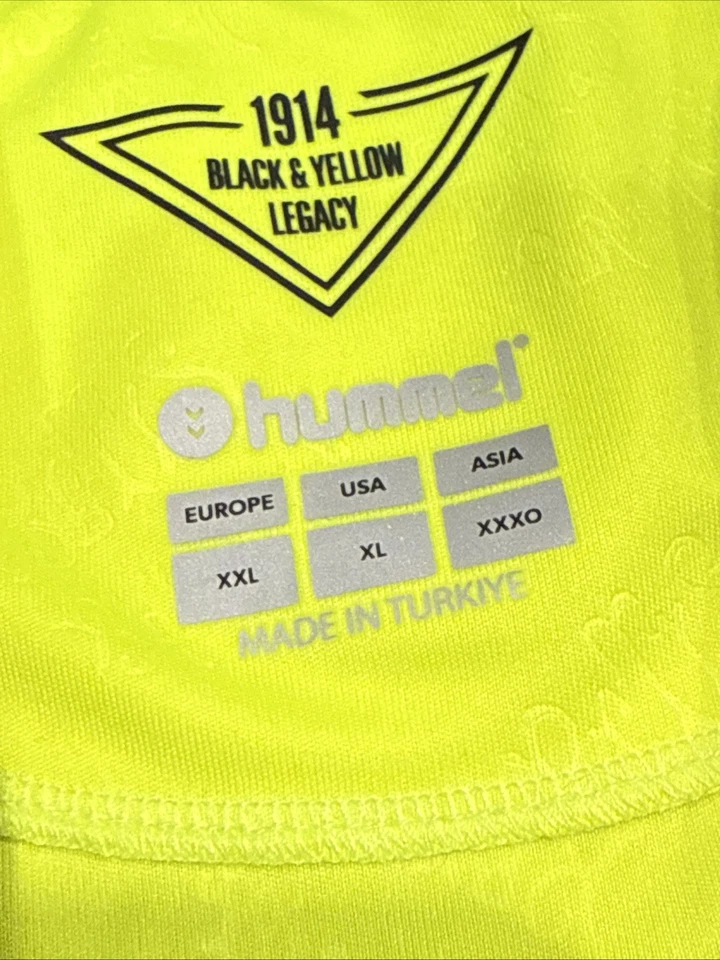 1914
BLACK & YELLOW
LEGACY
hummel
EUROPE USA ASIA
XXL XL XXXO
MADE IN TURKIYE